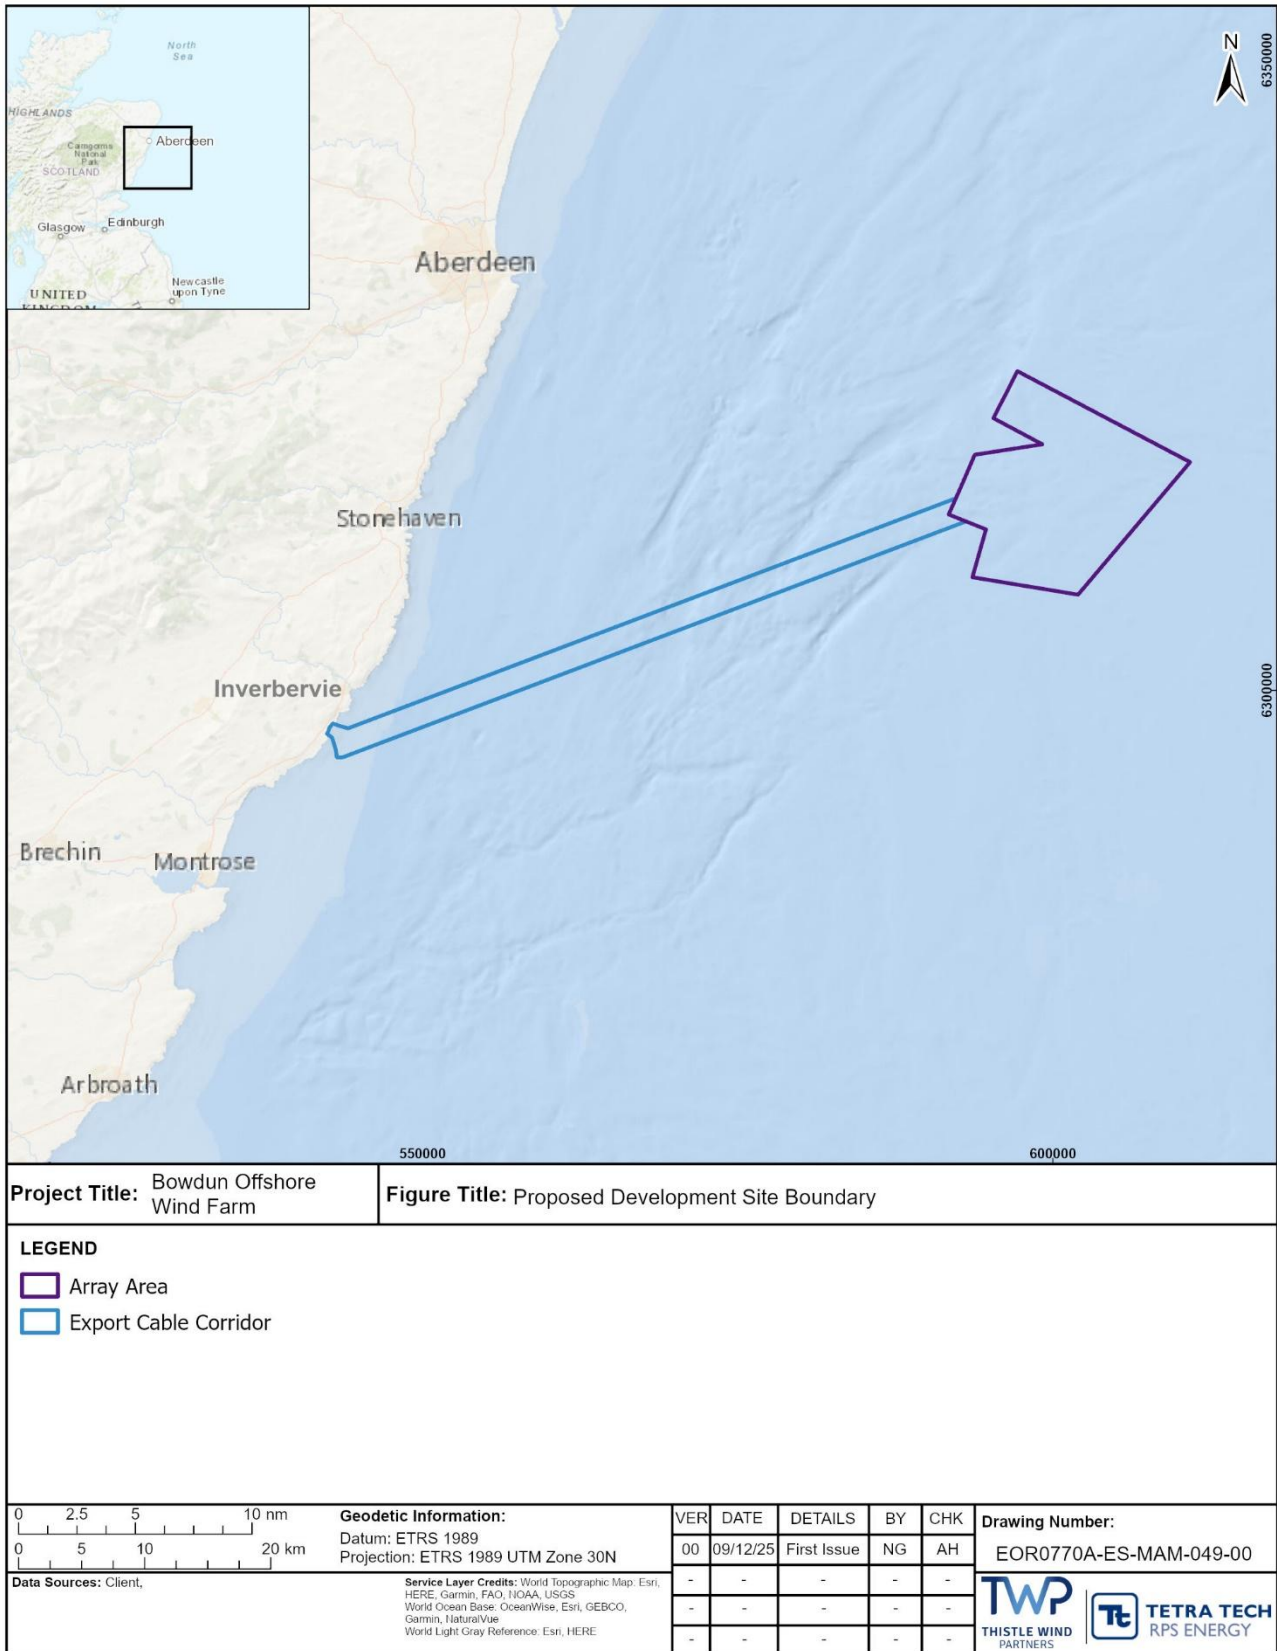 North
Sea
HIGHLANDS
Cairngorms
National
Park
Aberdeen
SCOTLAND
Glasgow
Edinburgh
Newcastle
upon Tyne
UNITED
KINGDOM
N
6350000
Aberdeen
Stonehaven
Inverbervie
6300000
Brechin
Montrose
Arbroath
550000
600000
Project Title: Bowdun Offshore
Wind Farm
Figure Title: Proposed Development Site Boundary
LEGEND
Array Area
Export Cable Corridor
0 2.5 5 10 nm
0 5 10 20 km
Geodetic Information:
Datum: ETRS 1989
Projection: ETRS 1989 UTM Zone 30N
VER DATE DETAILS BY CHK
00 09/12/25 First Issue NG AH
- - - - -
- - - - -
- - - - -
Drawing Number:
EOR0770A-ES-MAM-049-00
Data Sources: Client,
Service Layer Credits: World Topographic Map: Esri,
HERE, Garmin, FAO, NOAA, USGS
World Ocean Base: OceanWise, Esri, GEBCO,
Garmin, NaturalVue
World Light Gray Reference: Esri, HERE
TWP
THISTLE WIND
PARTNERS
Tt
TETRA TECH
RPS ENERGY